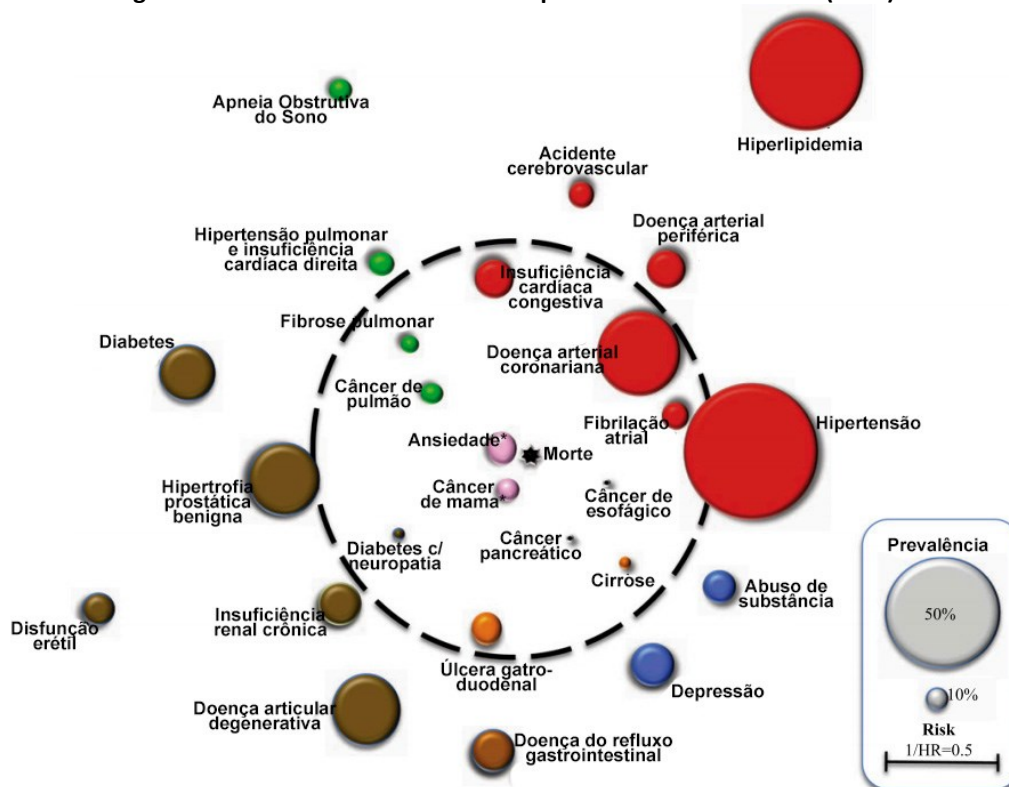 Apneia Obstrutiva
do Sono
Hiperlipidemia
Acidente
cerebrovascular
Doença arterial
periférica
Hipertensão pulmonar
e insuficiência
cardíaca direita
Insuficiência
cardíaca
congestiva
Fibrose pulmonar
Diabetes
Doença arterial
coronariana
Câncer de
pulmão
Fibrilação
atrial
Hipertensão
Ansiedade*
Morte
Hipertrofia
prostática
benigna
Câncer
de mama*
Câncer de
esofágico
Diabetes c/
neuropatia
Câncer
pancreático
Cirrose
Abuso de
substância
Disfunção
erétil
Insuficiência
renal crônica
Úlcera gatro-
duodenal
Depressão
Doença articular
degenerativa
Doença do refluxo
gastrointestinal
Prevalência
50%
10%
Risk
1/HR=0.5